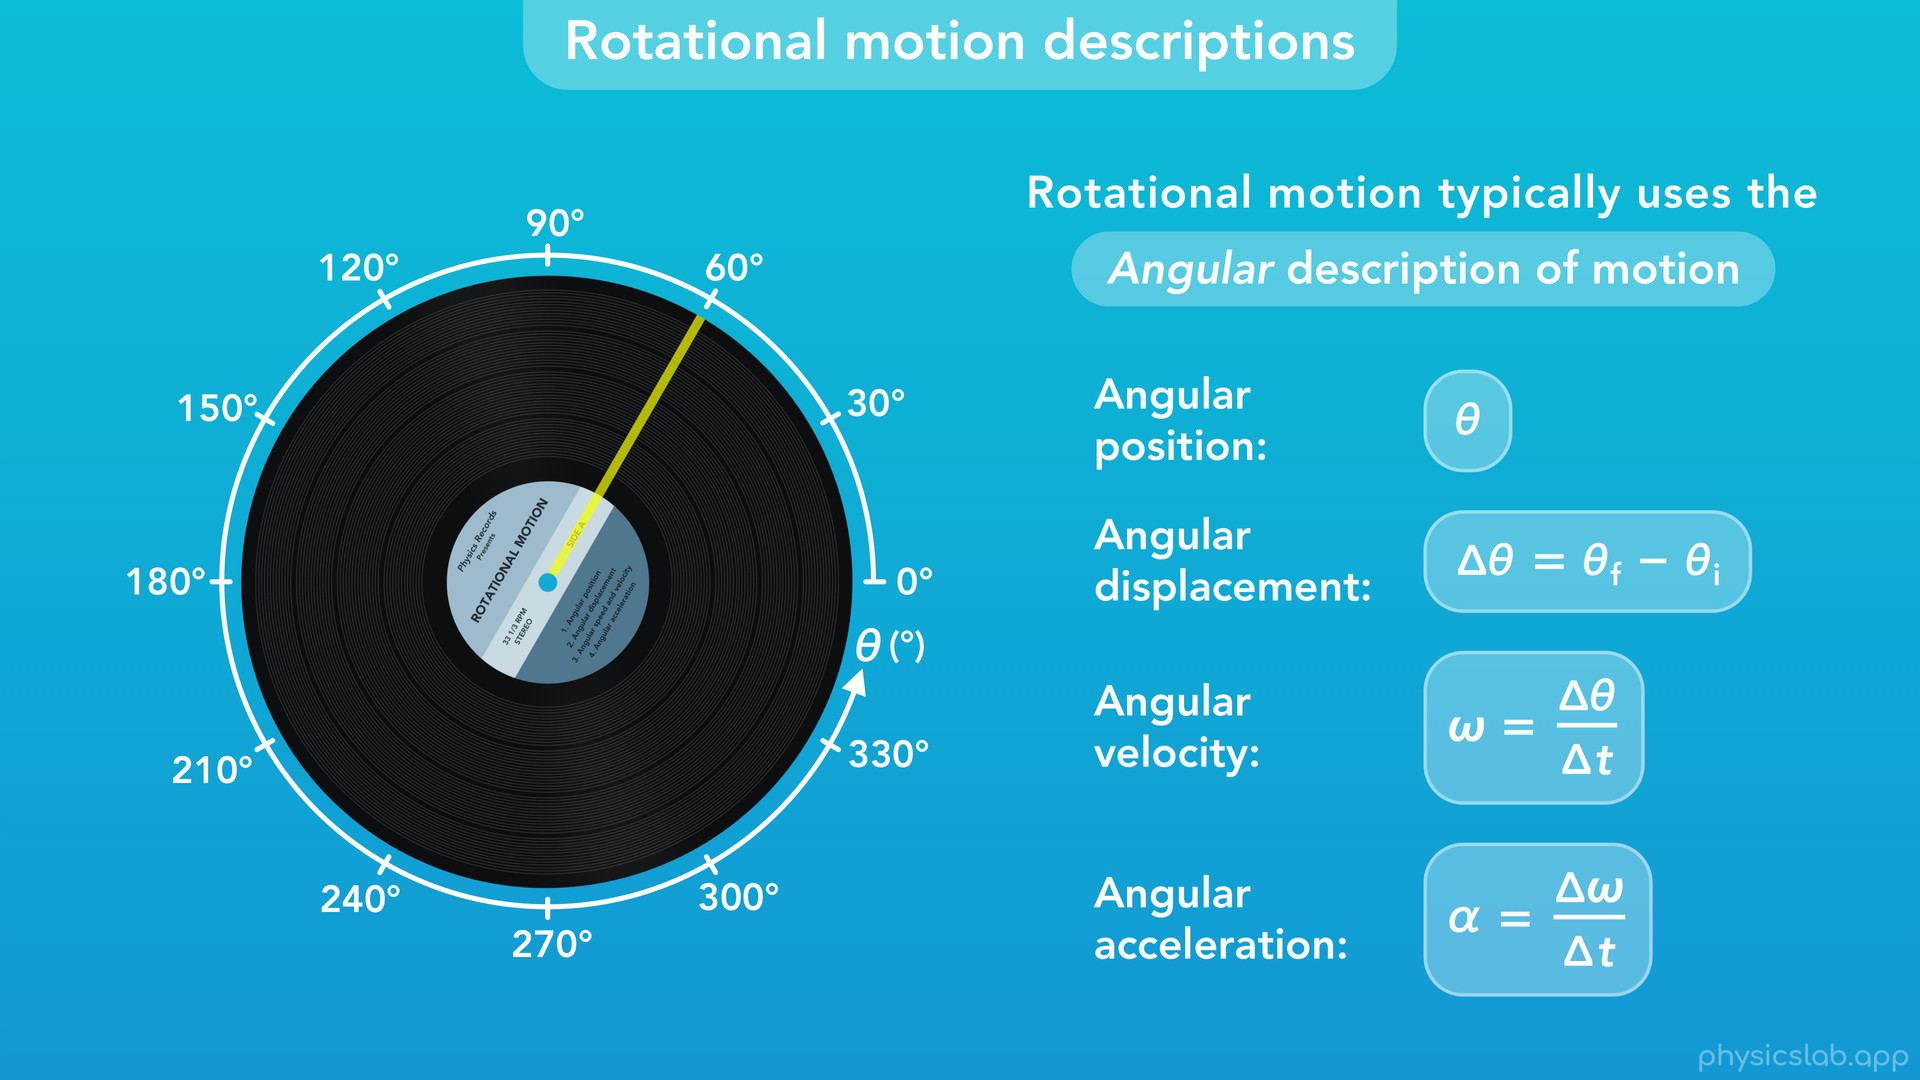 Rotational motion descriptions
Rotational motion typically uses the
Angular description of motion
90°
120°
60°
150°
30°
180°
0°
θ (°)
210°
330°
240°
300°
270°
Physics Records
Presents
ROTATIONAL MOTION
SIDE A
33 1/3 RPM
STEREO
1. Angular position
2. Angular displacement
3. Angular speed and velocity
4. Angular acceleration
Angular
position:
θ
Angular
displacement:
Δθ = θf − θi
Angular
velocity:
ω = Δθ / Δt
Angular
acceleration:
α = Δω / Δt
physicslab.app